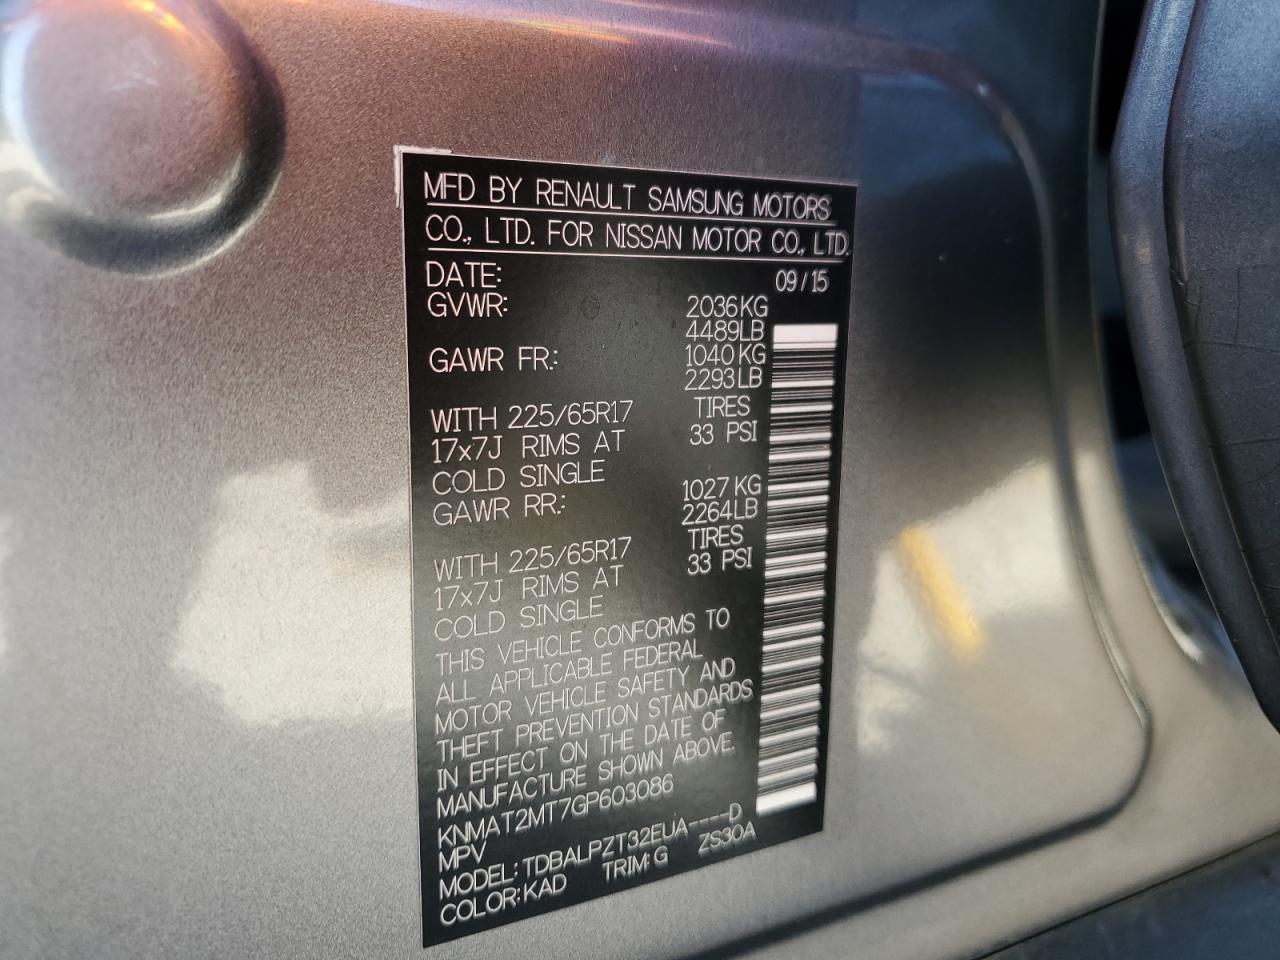 MFD BY RENAULT SAMSUNG MOTORS
CO., LTD. FOR NISSAN MOTOR CO., LTD.
DATE: 09/15
GVWR: 2036KG
4489LB
GAWR FR.: 1040KG
2293LB
WITH 225/65R17 TIRES
17x7J RIMS AT 33 PSI
COLD SINGLE
GAWR RR.: 1027KG
2264LB
WITH 225/65R17 TIRES
17x7J RIMS AT 33 PSI
COLD SINGLE
THIS VEHICLE CONFORMS TO
ALL APPLICABLE FEDERAL
MOTOR VEHICLE SAFETY AND
THEFT PREVENTION STANDARDS
IN EFFECT ON THE DATE OF
MANUFACTURE SHOWN ABOVE.
KNMAT2MT7GP603086
MPV
MODEL: TDBALPZT32EUA----D
COLOR: KAD TRIM: G ZS30A